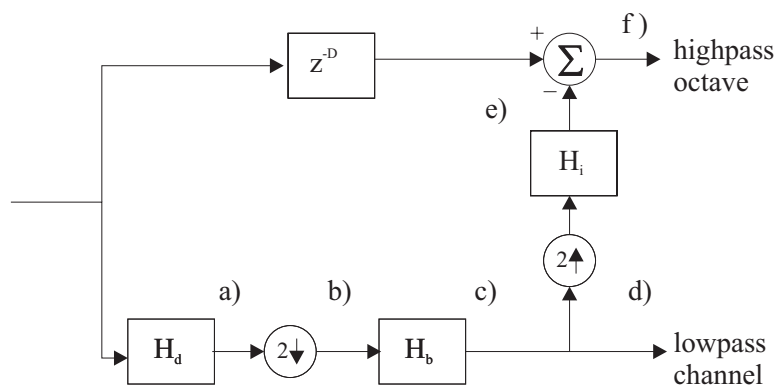 f )
+
z^-D
Σ
highpass
octave
−
e)
H_i
2
a)
b)
c)
d)
H_d
2
H_b
lowpass
channel